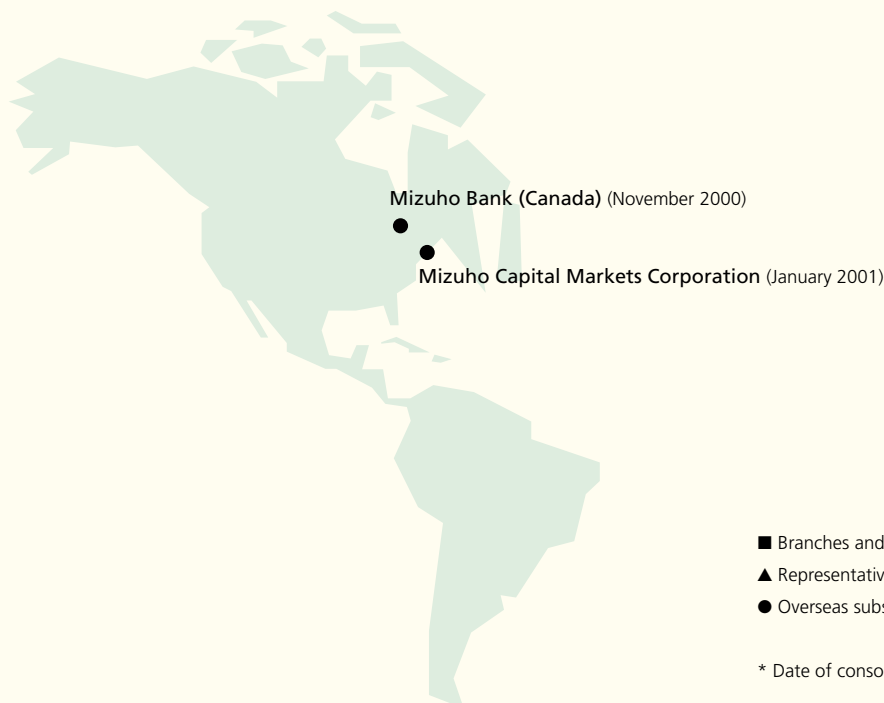 Mizuho Bank (Canada) (November 2000)
Mizuho Capital Markets Corporation (January 2001)
■ Branches and
▲ Representativ
● Overseas subs
* Date of conso